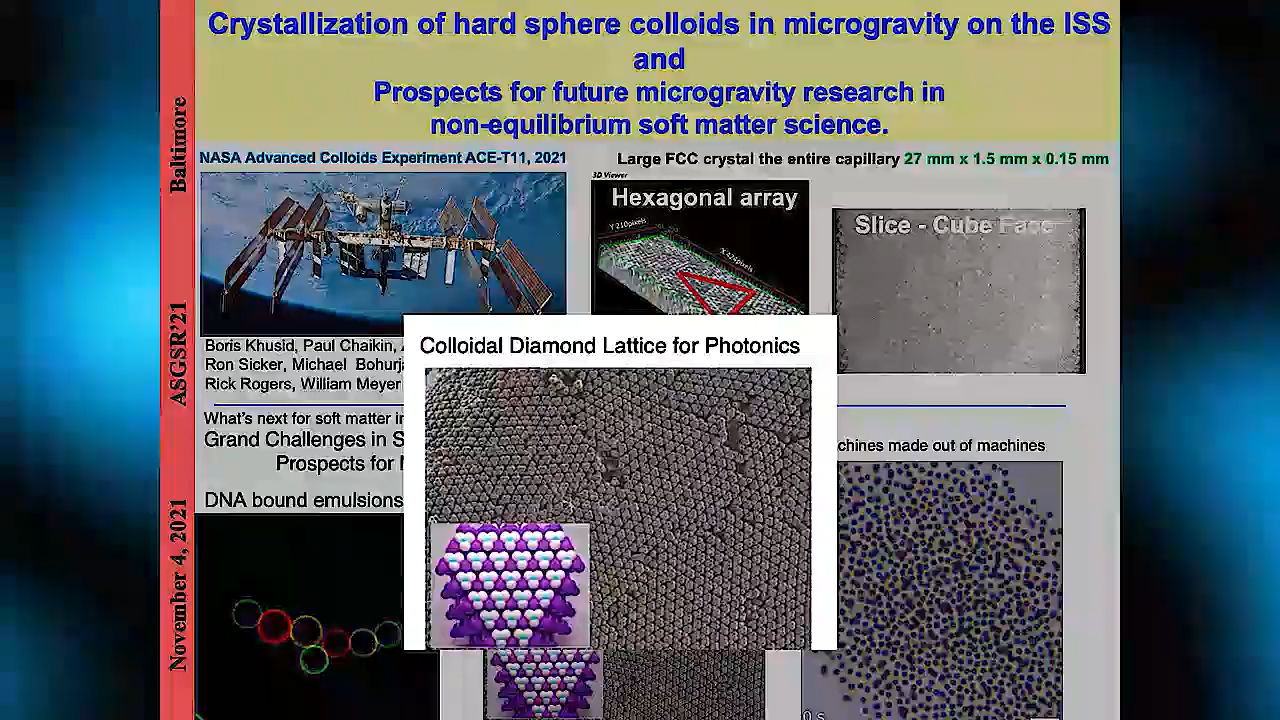 Crystallization of hard sphere colloids in microgravity on the ISS
and
Prospects for future microgravity research in
non-equilibrium soft matter science.
Baltimore
ASGSR'21
November 4, 2021
NASA Advanced Colloids Experiment ACE-T11, 2021
Large FCC crystal the entire capillary 27 mm x 1.5 mm x 0.15 mm
3D Viewer
Hexagonal array
Y 210pixels
Slice - Cube Face
Boris Khusid, Paul Chaikin,
Ron Sicker, Michael
Rick Rogers, William Meyer
What's next for soft matter
Grand Challenges in
Prospects for
DNA bound emulsions
Colloidal Diamond Lattice for Photonics
made out of machines
0 s